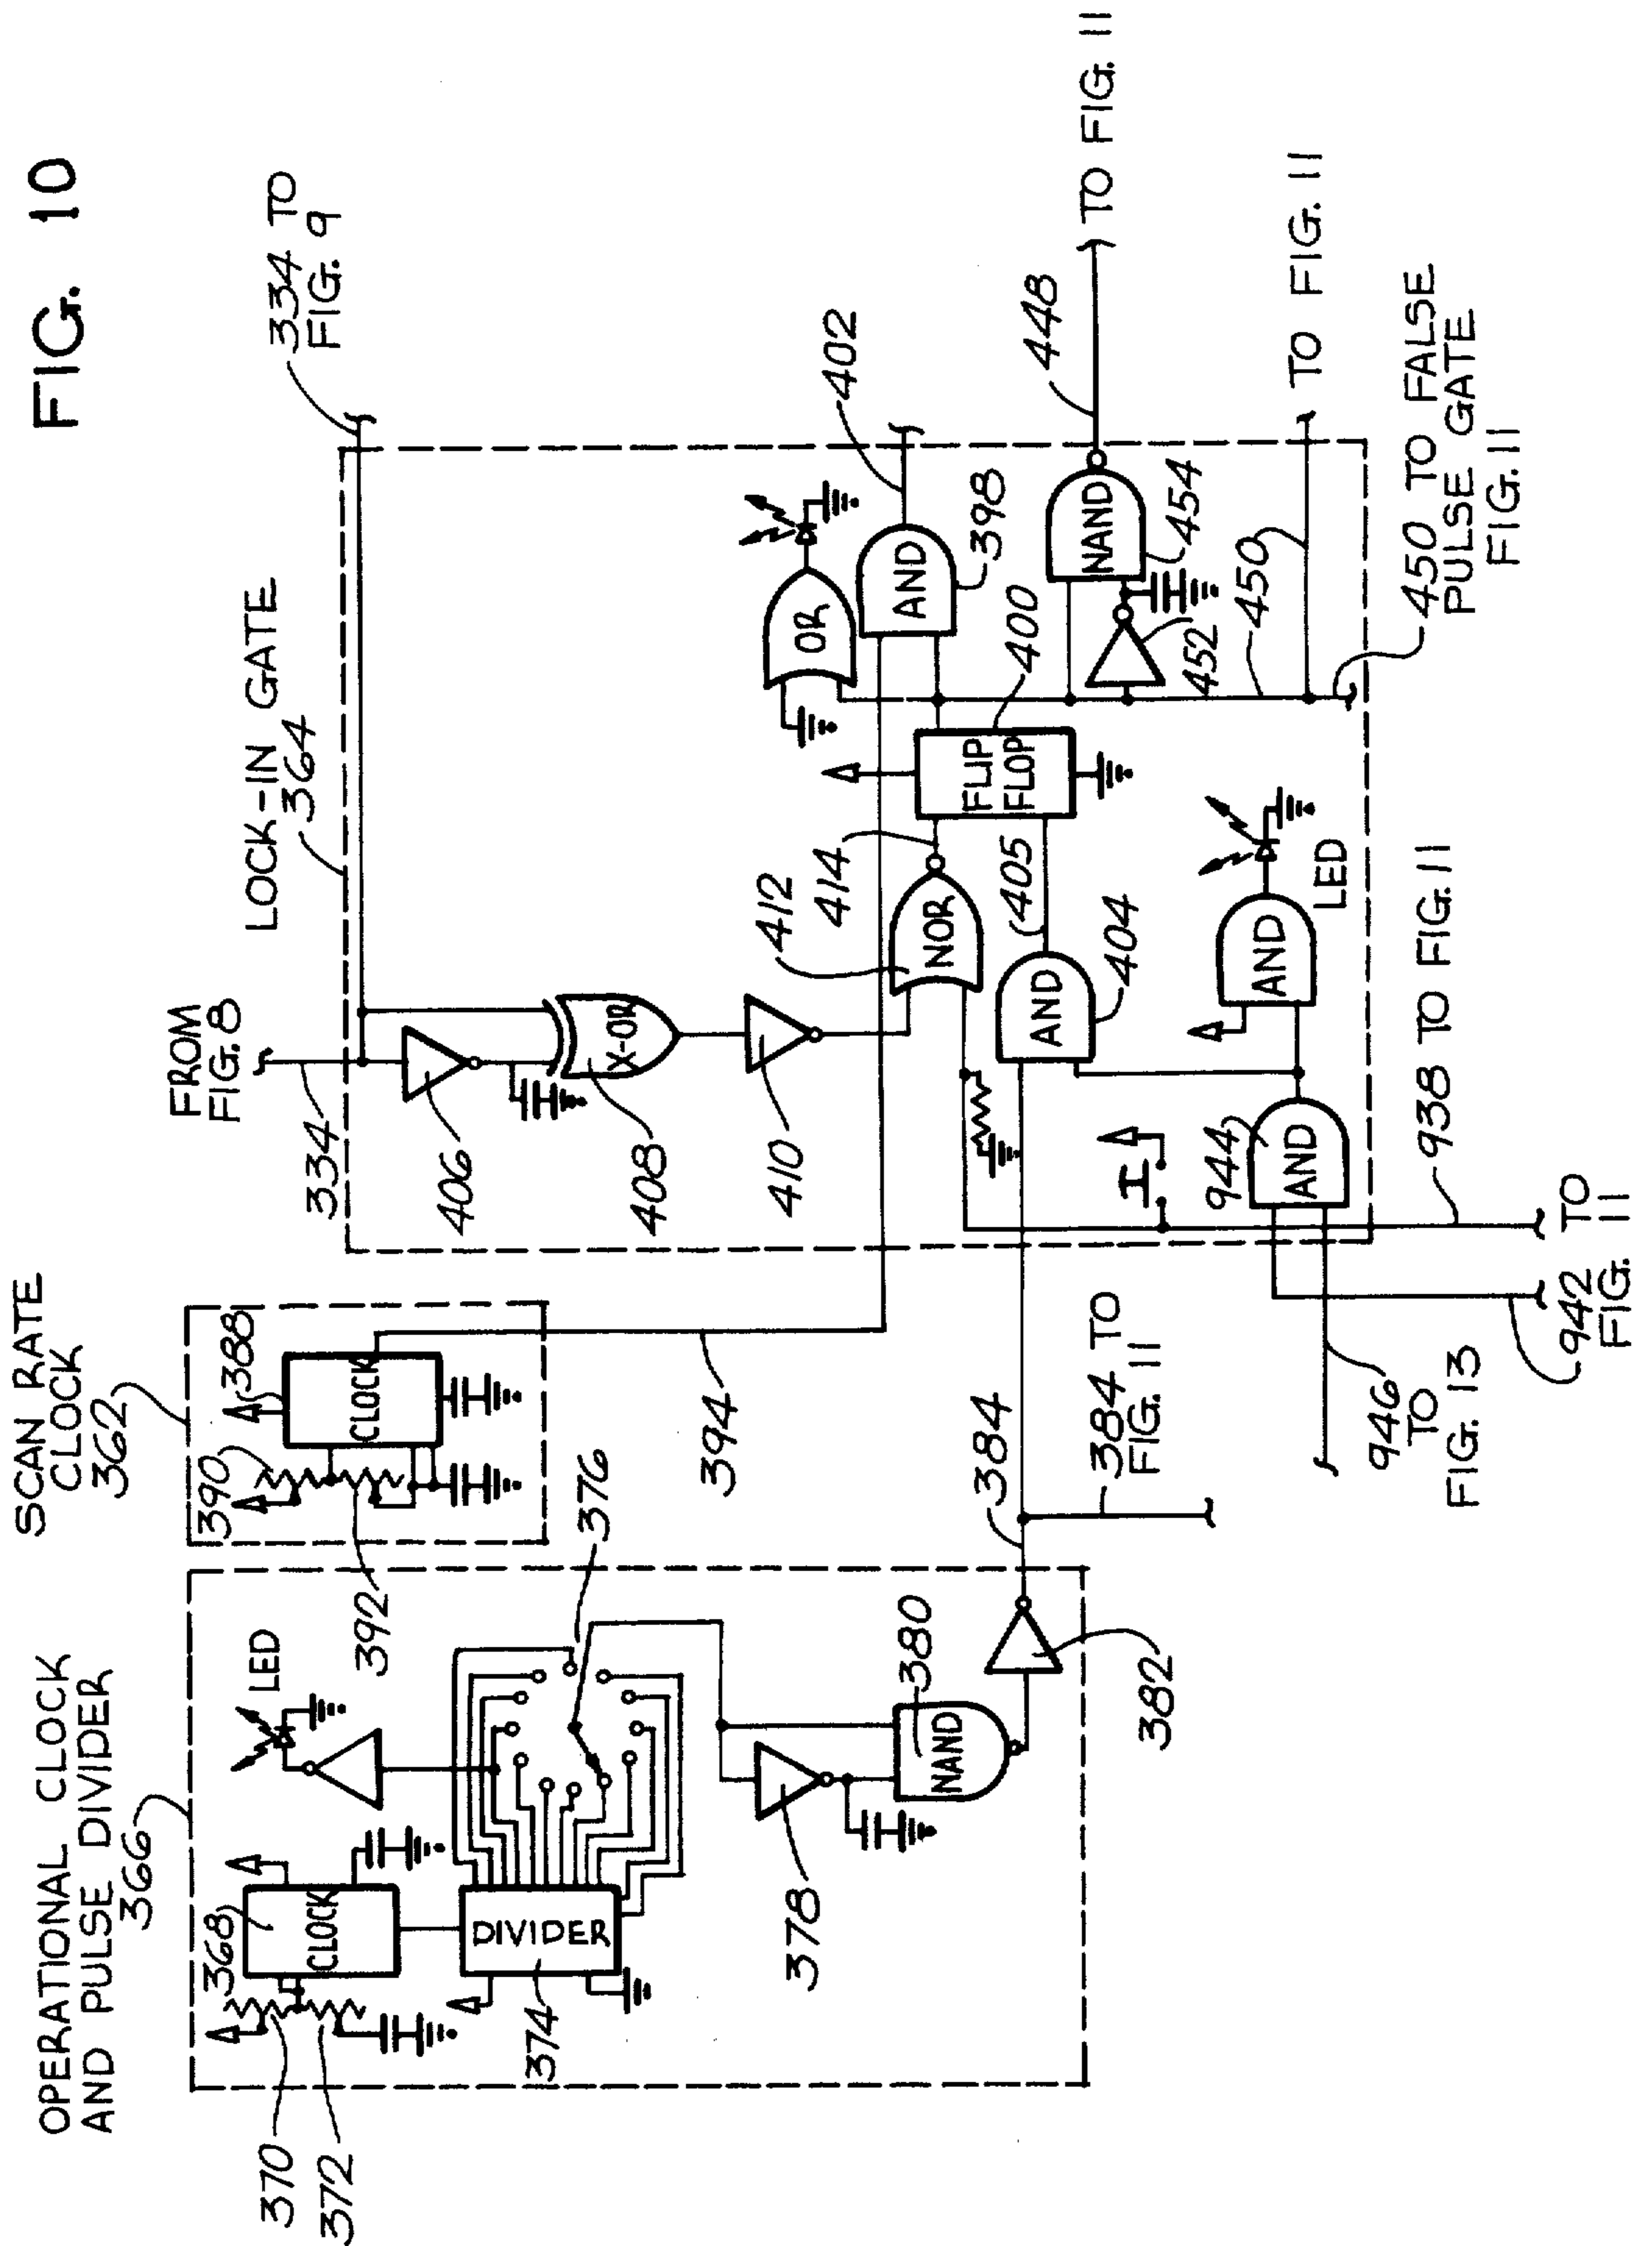 FIG. 10
OPERATIONAL CLOCK
AND PULSE DIVIDER
366
SCAN RATE
CLOCK
362
LOCK-IN GATE
364
FROM
FIG. 8
334
334 TO
FIG. 9
368
CLOCK
370
372
LED
DIVIDER
374
376
378
NAND
380
382
388
CLOCK
390
392
394
384
384 TO
FIG. 11
406
X-OR
408
410
412
NOR
414
AND
404
405
FLIP
FLOP
400
OR
AND
398
402
NAND
454
452
448
TO FIG. 11
450
TO FIG. 11
450 TO FALSE
PULSE GATE
FIG. 11
AND
LED
944
AND
938 TO FIG. 11
942 TO
FIG. 11
946
TO
FIG. 13